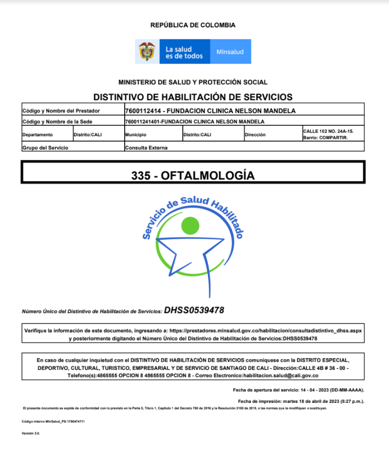 REPÚBLICA DE COLOMBIA
La salud
es de todos
Minsalud
MINISTERIO DE SALUD Y PROTECCIÓN SOCIAL
DISTINTIVO DE HABILITACIÓN DE SERVICIOS
Código y Nombre del Prestador 7600112414 - FUNDACION CLINICA NELSON MANDELA
Código y Nombre de la Sede 760011241401-FUNDACION CLINICA NELSON MANDELA
Departamento Distrito:CALI Municipio Distrito:CALI Dirección CALLE 102 NO. 24A-15.
Barrio: COMPARTIR.
Grupo del Servicio Consulta Externa
335 - OFTALMOLOGÍA
Servicio de Salud Habilitado
Número Único del Distintivo de Habilitación de Servicios: DHSS0539478
Verifique la información de este documento, ingresando a: https://prestadores.minsalud.gov.co/habilitacion/consultadistintivo_dhss.aspx
y posteriormente digitando el Número Único del Distintivo de Habilitación de Servicios:DHSS0539478
En caso de cualquier inquietud con el DISTINTIVO DE HABILITACIÓN DE SERVICIOS comuníquese con la DISTRITO ESPECIAL,
DEPORTIVO, CULTURAL, TURISTICO, EMPRESARIAL Y DE SERVICIO DE SANTIAGO DE CALI - Dirección:CALLE 4B # 36 - 00 -
Telefono(s):4865555 OPCION 8 4865555 OPCION 8 - Correo Electronico:habilitacion.salud@cali.gov.co
Fecha de apertura del servicio: 14 - 04 - 2023 (DD-MM-AAAA).
Fecha de impresión: martes 18 de abril de 2023 (5:27 p.m.).
El presente documento se expide de conformidad con lo previsto en la Parte 5, Título 1, Capítulo 1 del Decreto 780 de 2016 y la Resolución 3100 de 2019, o las normas que la modifiquen o sustituyan.
Código interno MinSalud_PS:
Versión